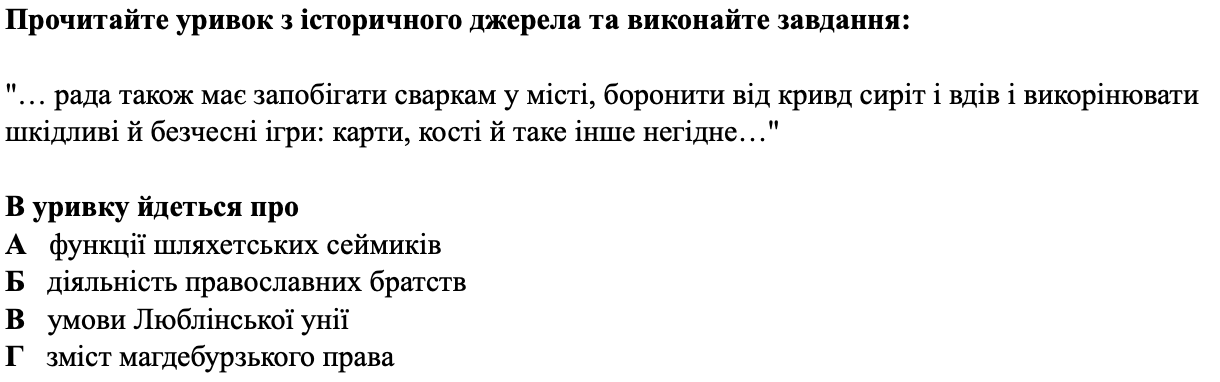 Прочитайте уривок з історичного джерела та виконайте завдання:
"… рада також має запобігати сваркам у місті, боронити від кривд сиріт і вдів і викорінювати
шкідливі й безчесні ігри: карти, кості й таке інше негідне…"
В уривку йдеться про
А функції шляхетських сеймиків
Б діяльність православних братств
В умови Люблінської унії
Г зміст магдебурзького права